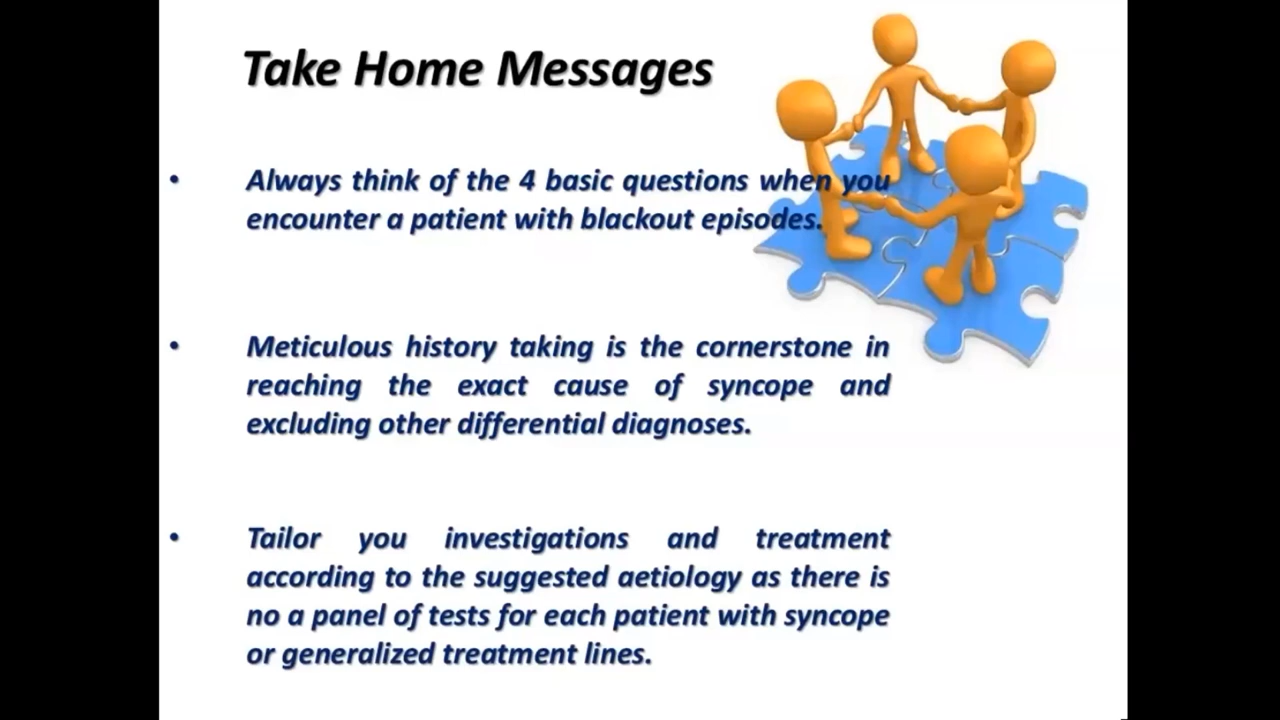 Take Home Messages
• Always think of the 4 basic questions when you
encounter a patient with blackout episodes.
• Meticulous history taking is the cornerstone in
reaching the exact cause of syncope and
excluding other differential diagnoses.
• Tailor you investigations and treatment
according to the suggested aetiology as there is
no a panel of tests for each patient with syncope
or generalized treatment lines.